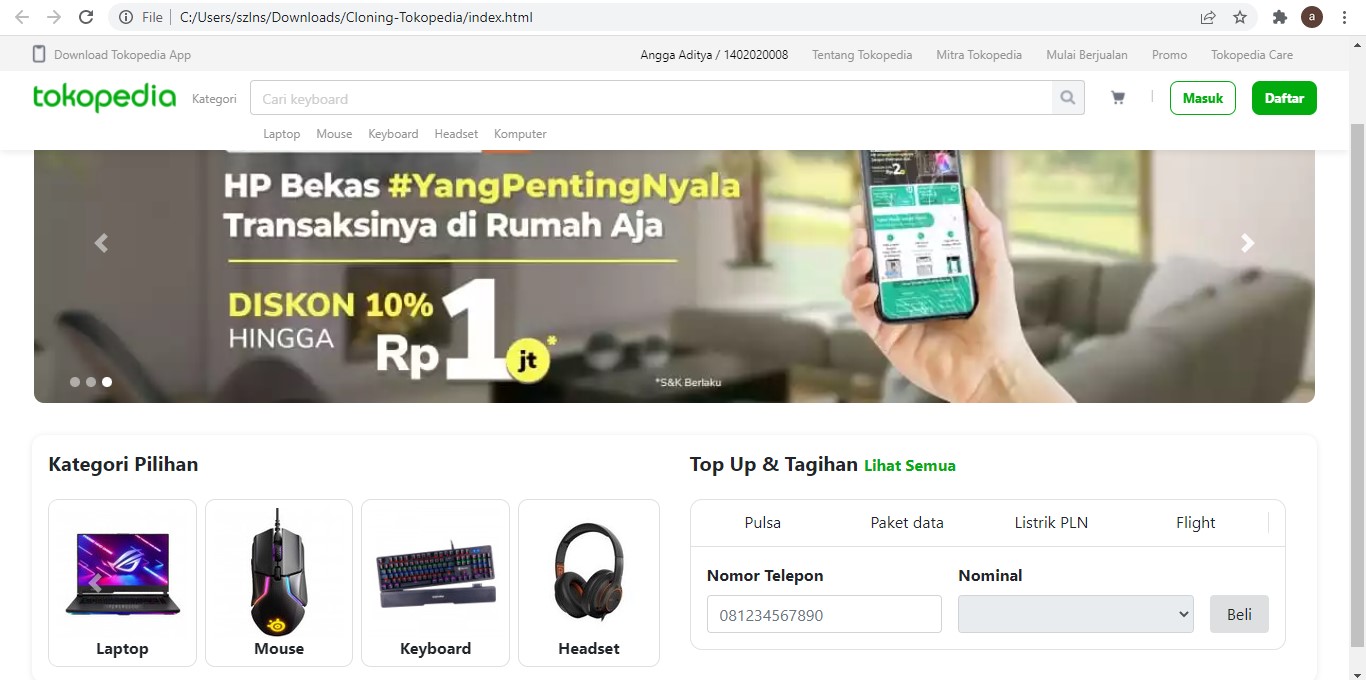 File
C:/Users/szlns/Downloads/Cloning-Tokopedia/index.html
a
Download Tokopedia App
Angga Aditya / 1402020008
Tentang Tokopedia
Mitra Tokopedia
Mulai Berjualan
Promo
Tokopedia Care
tokopedia
Kategori
Cari keyboard
Masuk
Daftar
Laptop
Mouse
Keyboard
Headset
Komputer
HP Bekas #YangPentingNyala
Transaksinya di Rumah Aja
DISKON 10%
HINGGA
Rp1jt*
*S&K Berlaku
Kategori Pilihan
Laptop
Mouse
Keyboard
Headset
Top Up & Tagihan Lihat Semua
Pulsa
Paket data
Listrik PLN
Flight
Nomor Telepon
Nominal
081234567890
Beli